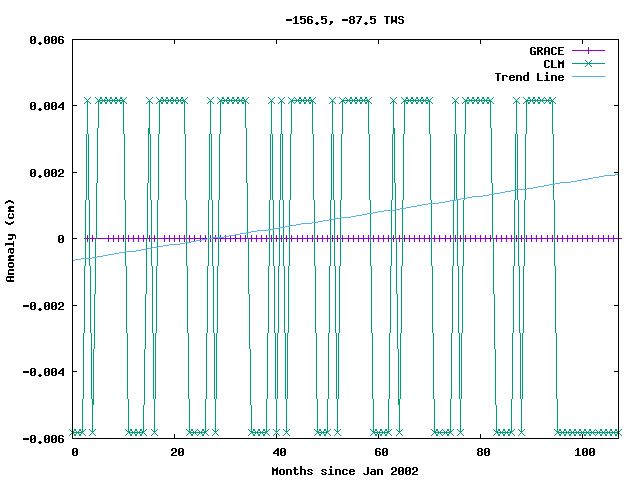 -156.5, -87.5 TWS
0.006
GRACE
CLM
Trend Line
0.004
0.002
0
-0.002
-0.004
-0.006
Anomaly (cm)
0 20 40 60 80 100
Months since Jan 2002